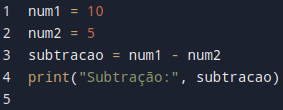 1 num1 = 10
2 num2 = 5
3 subtracao = num1 - num2
4 print("Subtração:", subtracao)
5